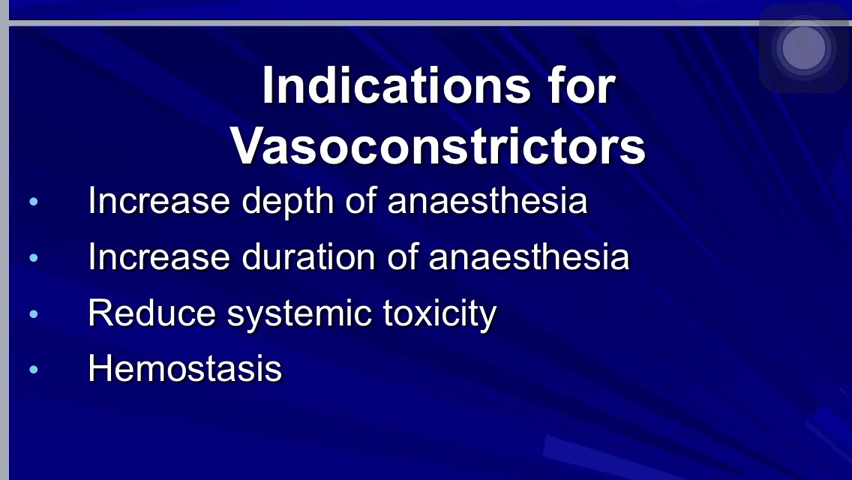 Indications for
Vasoconstrictors
• Increase depth of anaesthesia
• Increase duration of anaesthesia
• Reduce systemic toxicity
• Hemostasis